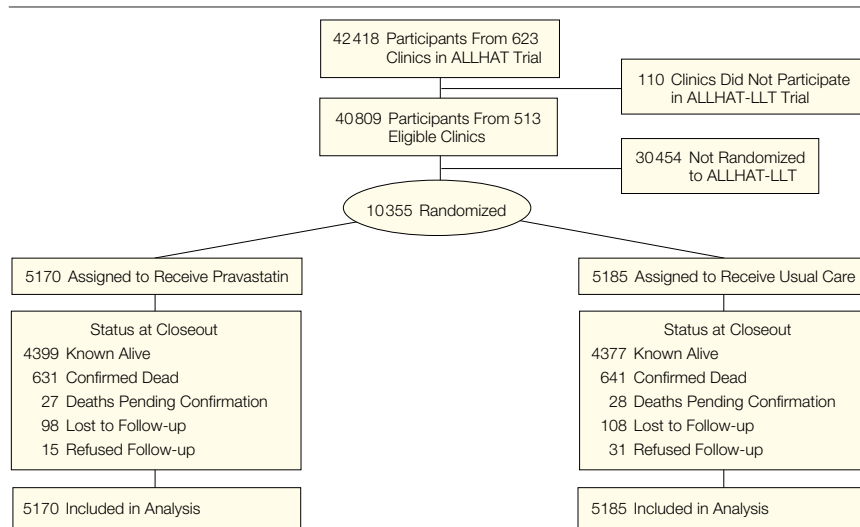 42418 Participants From 623
Clinics in ALLHAT Trial
110 Clinics Did Not Participate
in ALLHAT-LLT Trial
40809 Participants From 513
Eligible Clinics
30454 Not Randomized
to ALLHAT-LLT
10355 Randomized
5170 Assigned to Receive Pravastatin
5185 Assigned to Receive Usual Care
Status at Closeout
4399 Known Alive
631 Confirmed Dead
27 Deaths Pending Confirmation
98 Lost to Follow-up
15 Refused Follow-up
Status at Closeout
4377 Known Alive
641 Confirmed Dead
28 Deaths Pending Confirmation
108 Lost to Follow-up
31 Refused Follow-up
5170 Included in Analysis
5185 Included in Analysis